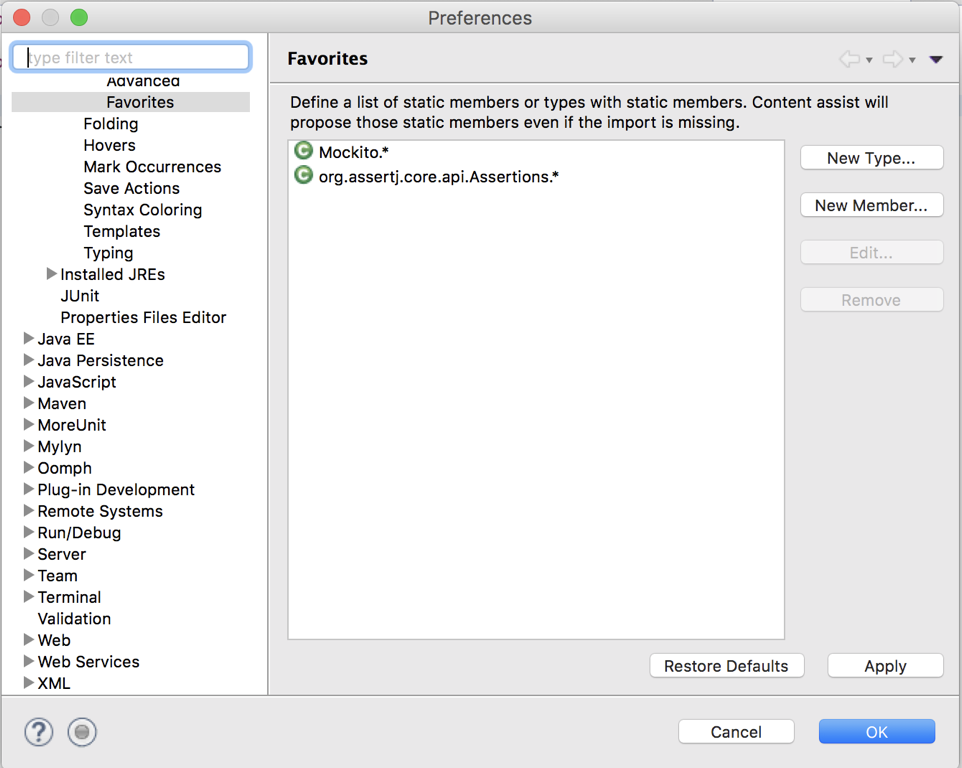 Preferences
type filter text
Advanced
Favorites
Folding
Hovers
Mark Occurrences
Save Actions
Syntax Coloring
Templates
Typing
Installed JREs
JUnit
Properties Files Editor
Java EE
Java Persistence
JavaScript
Maven
MoreUnit
Mylyn
Oomph
Plug-in Development
Remote Systems
Run/Debug
Server
Team
Terminal
Validation
Web
Web Services
XML
Favorites
Define a list of static members or types with static members. Content assist will
propose those static members even if the import is missing.
C Mockito.*
C org.assertj.core.api.Assertions.*
New Type...
New Member...
Edit...
Remove
Restore Defaults
Apply
?
Cancel
OK